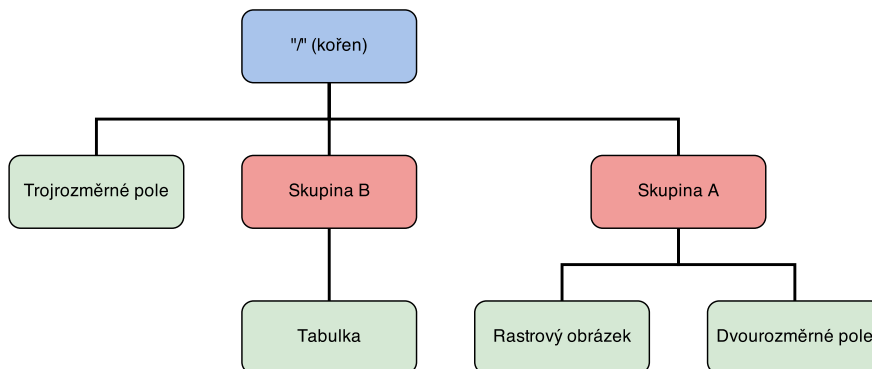 "/" (kořen)
Trojrozměrné pole
Skupina B
Skupina A
Tabulka
Rastrový obrázek
Dvourozměrné pole